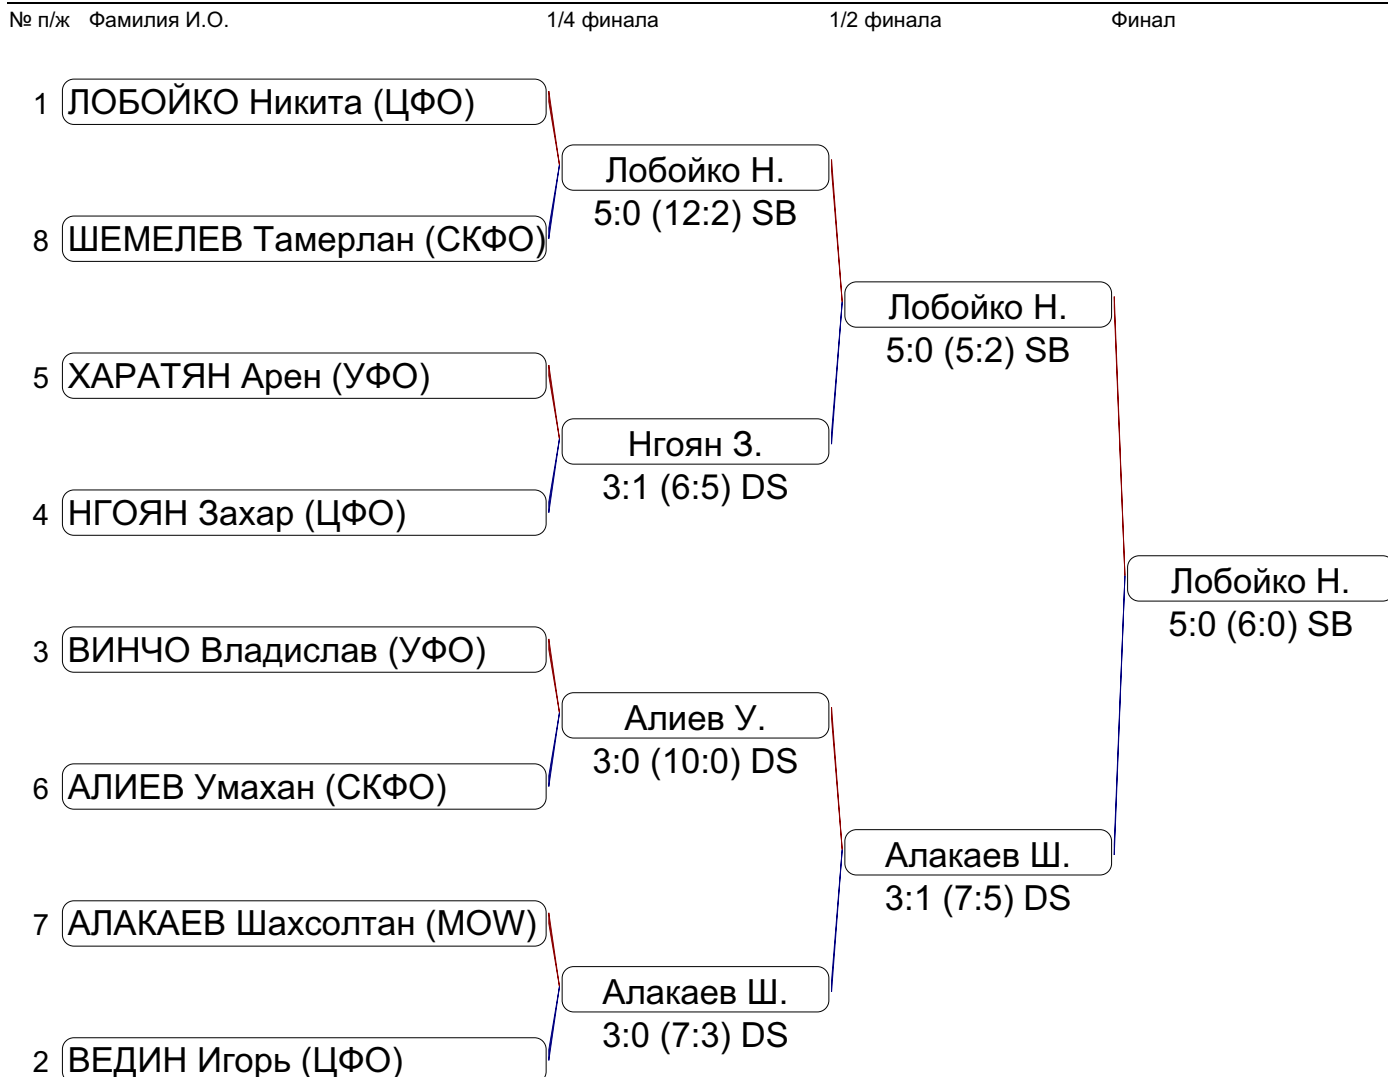 № п/ж Фамилия И.О. 1/4 финала 1/2 финала Финал
1 ЛОБОЙКО Никита (ЦФО)
Лобойко Н.
5:0 (12:2) SB
8 ШЕМЕЛЕВ Тамерлан (СКФО)
Лобойко Н.
5:0 (5:2) SB
5 ХАРАТЯН Арен (УФО)
Нгоян З.
3:1 (6:5) DS
4 НГОЯН Захар (ЦФО)
Лобойко Н.
5:0 (6:0) SB
3 ВИНЧО Владислав (УФО)
Алиев У.
3:0 (10:0) DS
6 АЛИЕВ Умахан (СКФО)
Алакаев Ш.
3:1 (7:5) DS
7 АЛАКАЕВ Шахсолтан (MOW)
Алакаев Ш.
3:0 (7:3) DS
2 ВЕДИН Игорь (ЦФО)